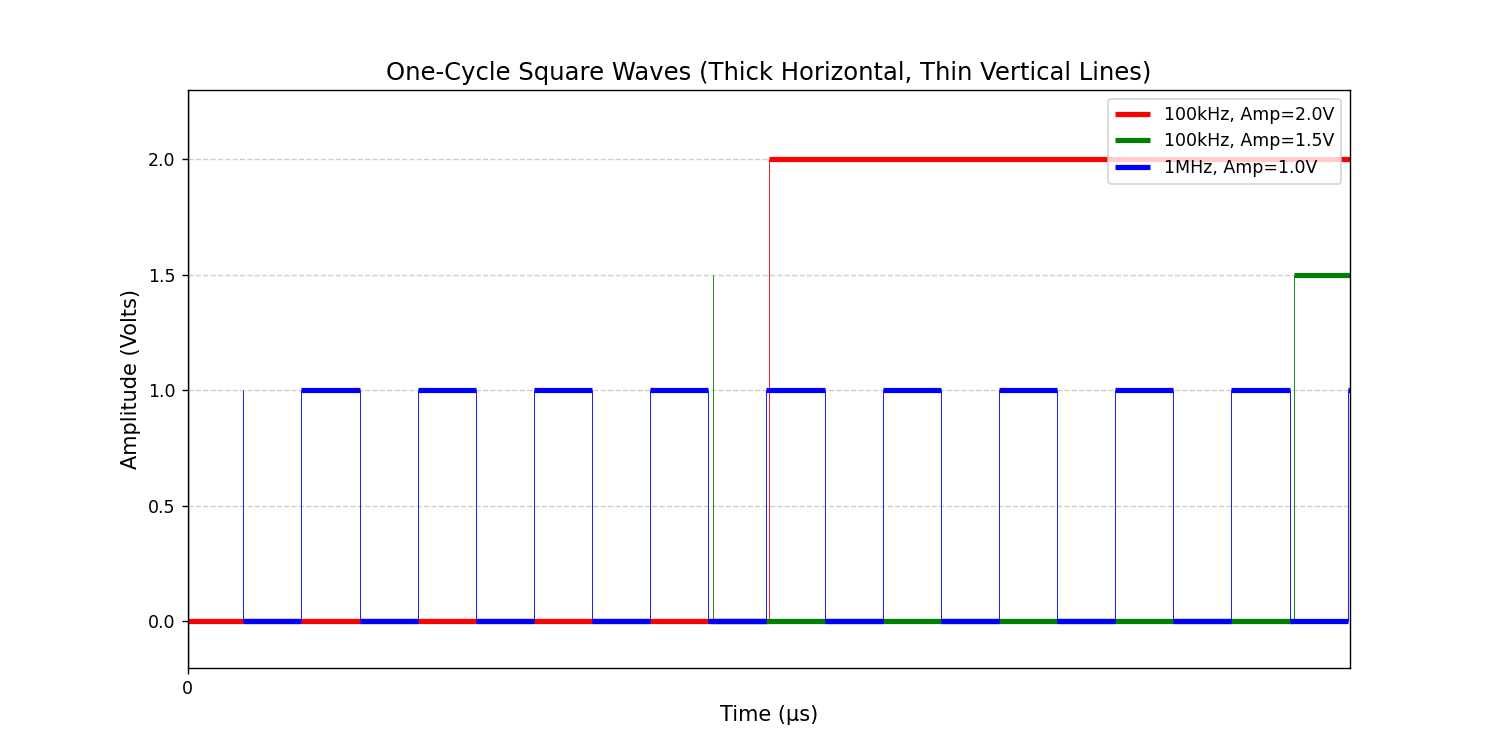 One-Cycle Square Waves (Thick Horizontal, Thin Vertical Lines)
100kHz, Amp=2.0V
100kHz, Amp=1.5V
1MHz, Amp=1.0V
2.0
1.5
1.0
0.5
0.0
Amplitude (Volts)
0
Time (µs)